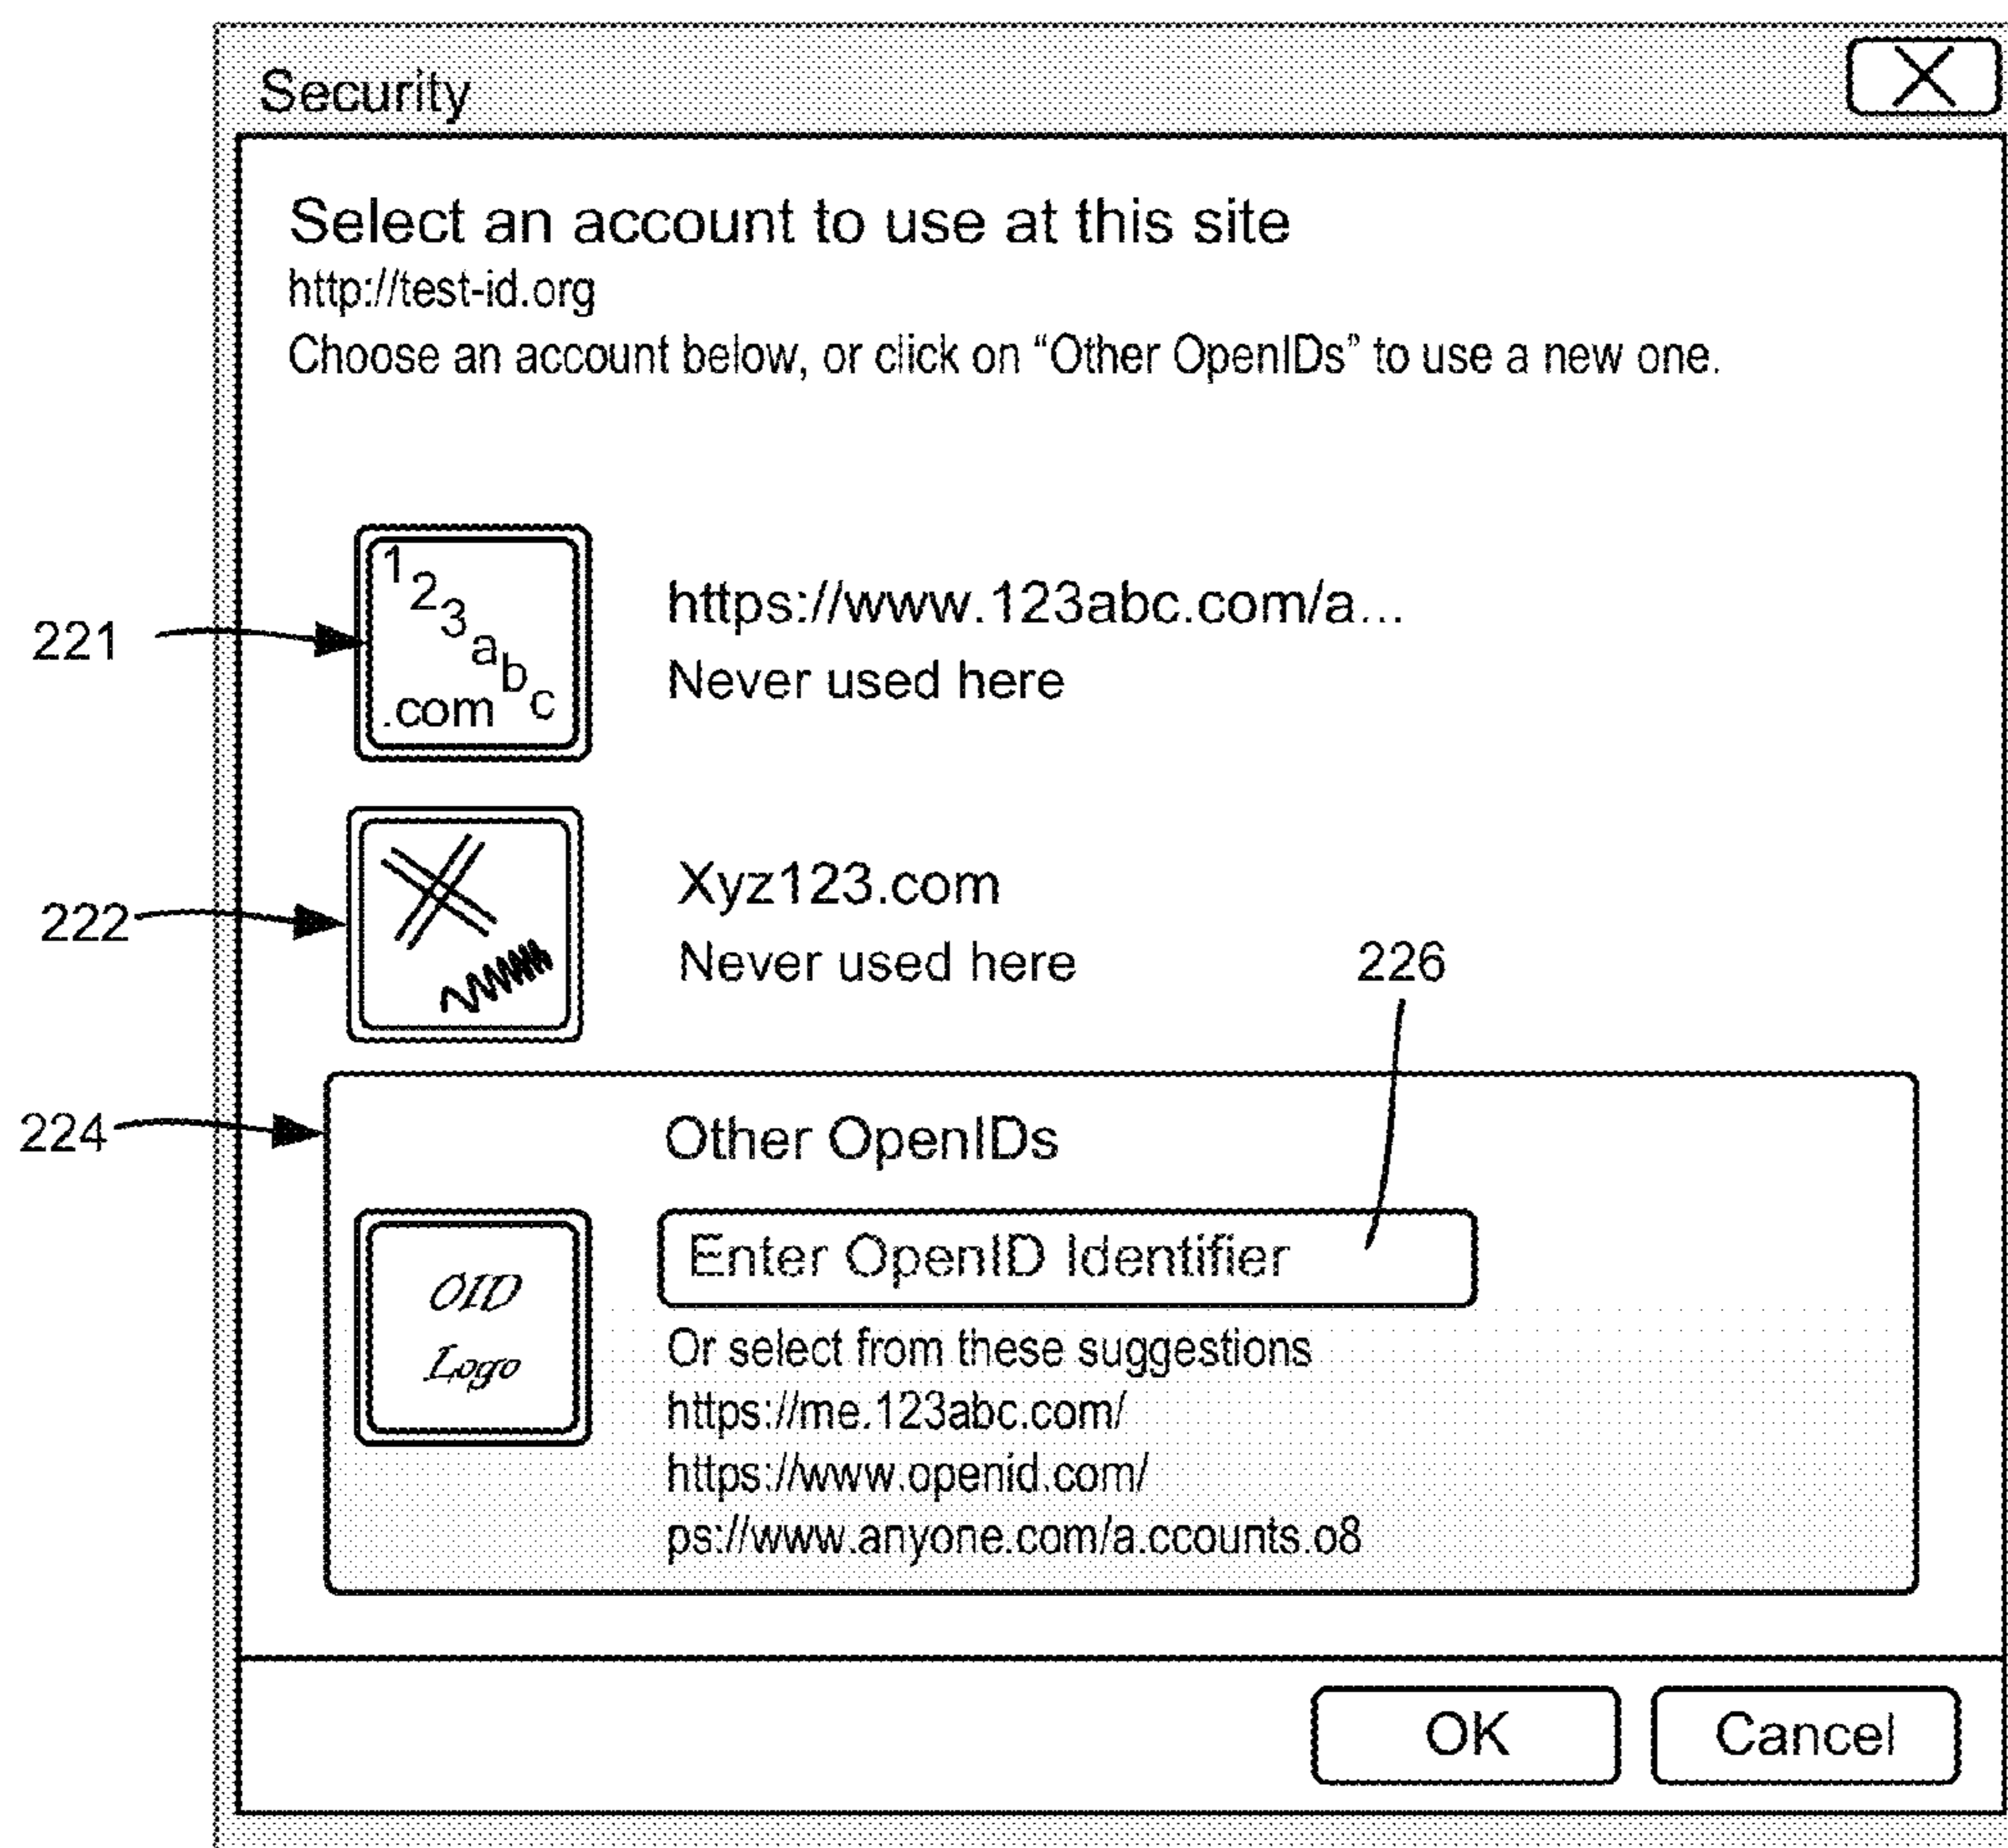 Security
X
Select an account to use at this site
http://test-id.org
Choose an account below, or click on “Other OpenIDs” to use a new one.
221
123abc
.com
https://www.123abc.com/a...
Never used here
222
Xyz123.com
Never used here
226
224
Other OpenIDs
OID
Logo
Enter OpenID Identifier
Or select from these suggestions
https://me.123abc.com/
https://www.openid.com/
ps://www.anyone.com/a.ccounts.o8
OK
Cancel